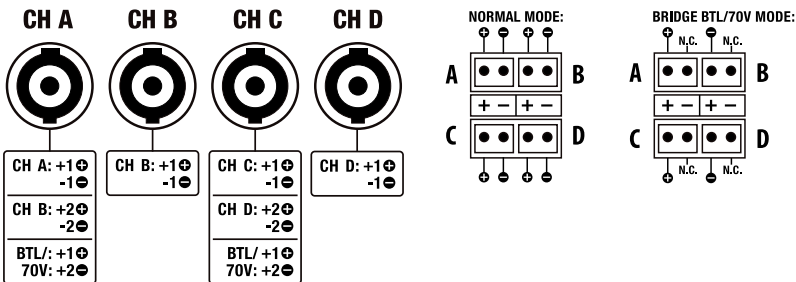 CH A CH B CH C CH D
CH A: +1⊕
-1⊖
CH B: +2⊕
-2⊖
BTL/: +1⊕
70V: +2⊖
CH B: +1⊕
-1⊖
CH C: +1⊕
-1⊖
CH D: +2⊕
-2⊖
BTL/ +1⊕
70V: +2⊖
CH D: +1⊕
-1⊖
NORMAL MODE:
⊕ ⊖ ⊕ ⊖
A B
+ − + −
C D
⊕ ⊖ ⊕ ⊖
BRIDGE BTL/70V MODE:
⊕ N.C. ⊖ N.C.
A B
+ − + −
C D
⊕ N.C. ⊖ N.C.